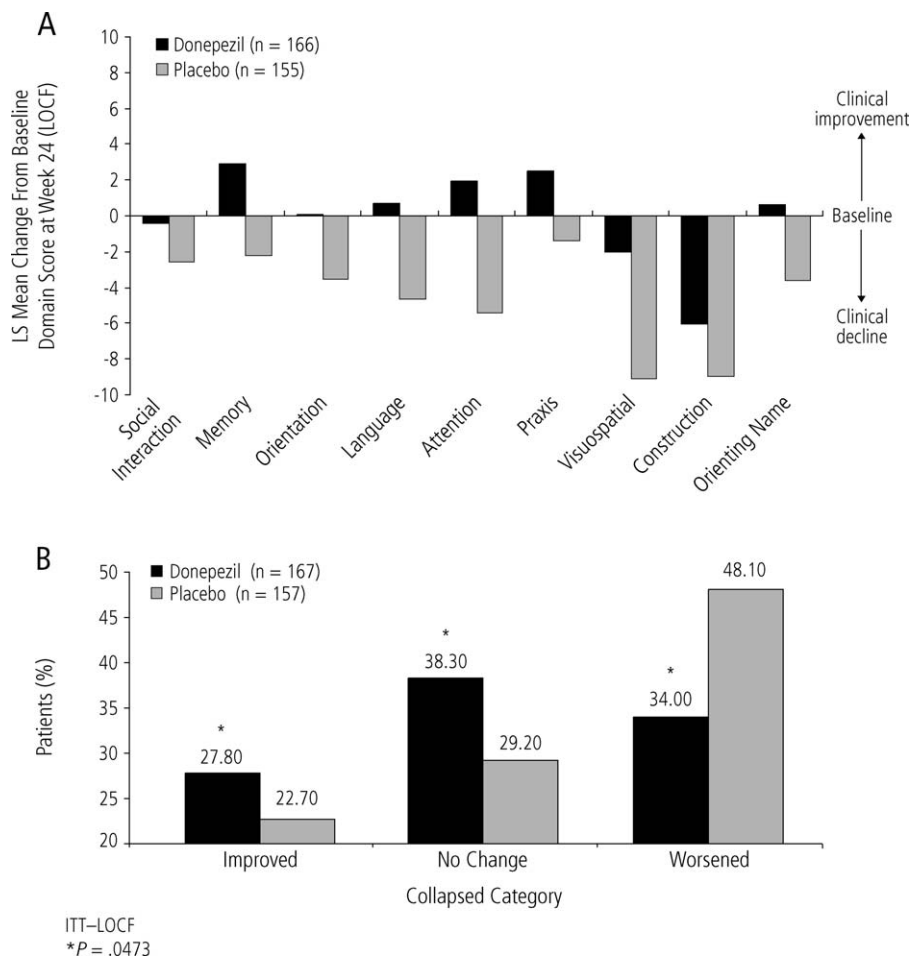 A
Donepezil (n = 166)
Placebo (n = 155)
LS Mean Change From Baseline
Domain Score at Week 24 (LOCF)
10
8
6
4
2
0
-2
-4
-6
-8
-10
Clinical
improvement
Baseline
Clinical
decline
Social
Interaction
Memory
Orientation
Language
Attention
Praxis
Visuospatial
Construction
Orienting Name
B
Donepezil (n = 167)
Placebo (n = 157)
Patients (%)
50
45
40
35
30
25
20
*
27.80
22.70
*
38.30
29.20
*
34.00
48.10
Improved
No Change
Worsened
Collapsed Category
ITT–LOCF
*P = .0473